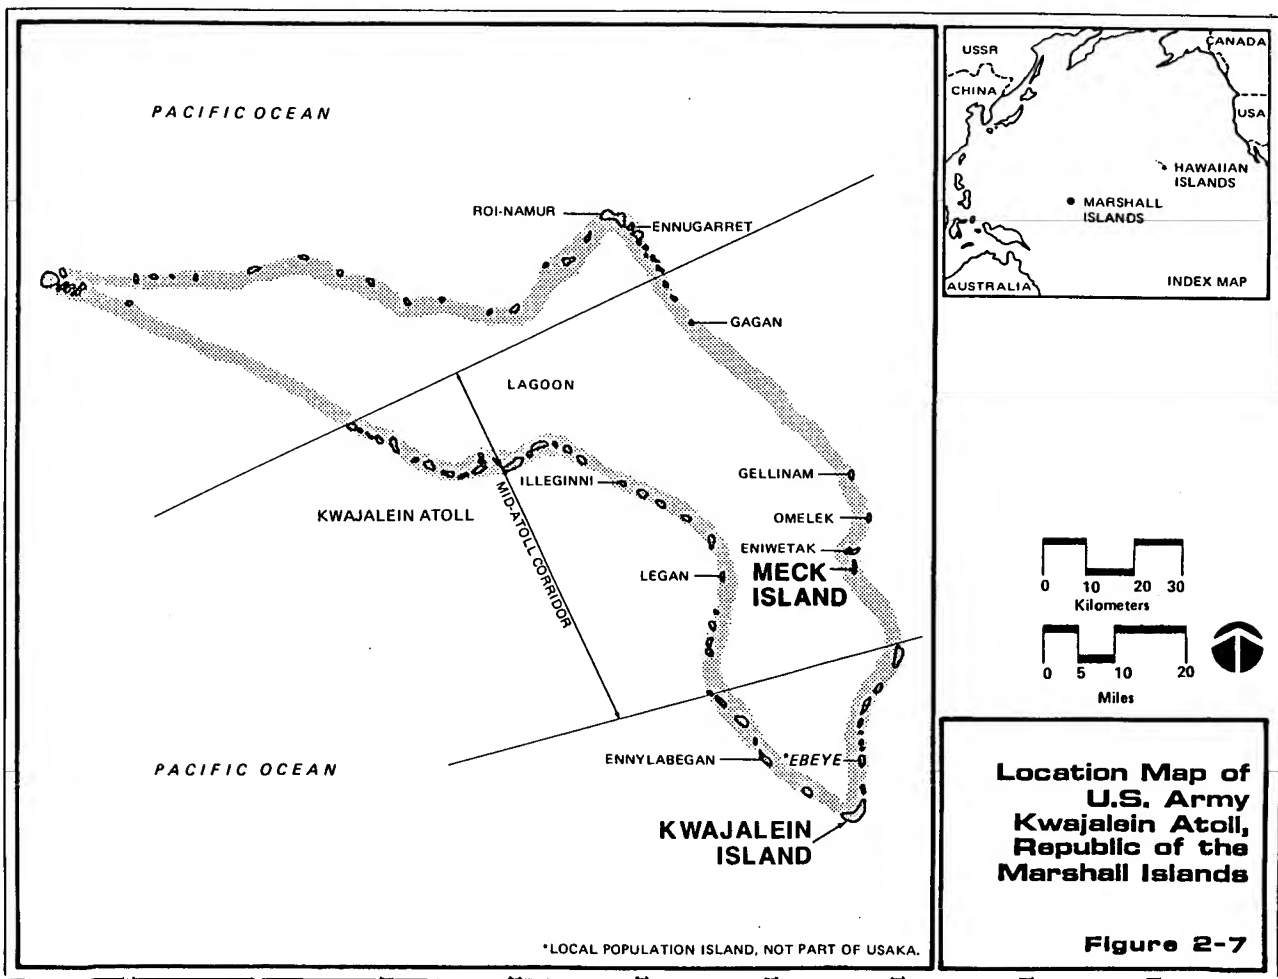 PACIFIC OCEAN
ROI-NAMUR
ENNUGARRET
GAGAN
LAGOON
GELLINAM
ILLEGINNI
KWAJALEIN ATOLL
MID-ATOLL CORRIDOR
OMELEK
ENIWETAK
LEGAN
MECK
ISLAND
ENNYLABEGAN
*EBEYE
PACIFIC OCEAN
KWAJALEIN
ISLAND
*LOCAL POPULATION ISLAND, NOT PART OF USAKA.
USSR
CANADA
CHINA
USA
HAWAIIAN
ISLANDS
MARSHALL
ISLANDS
AUSTRALIA
INDEX MAP
0 10 20 30
Kilometers
0 5 10 20
Miles
Location Map of
U.S. Army
Kwajalein Atoll,
Republic of the
Marshall Islands
Figure 2-7